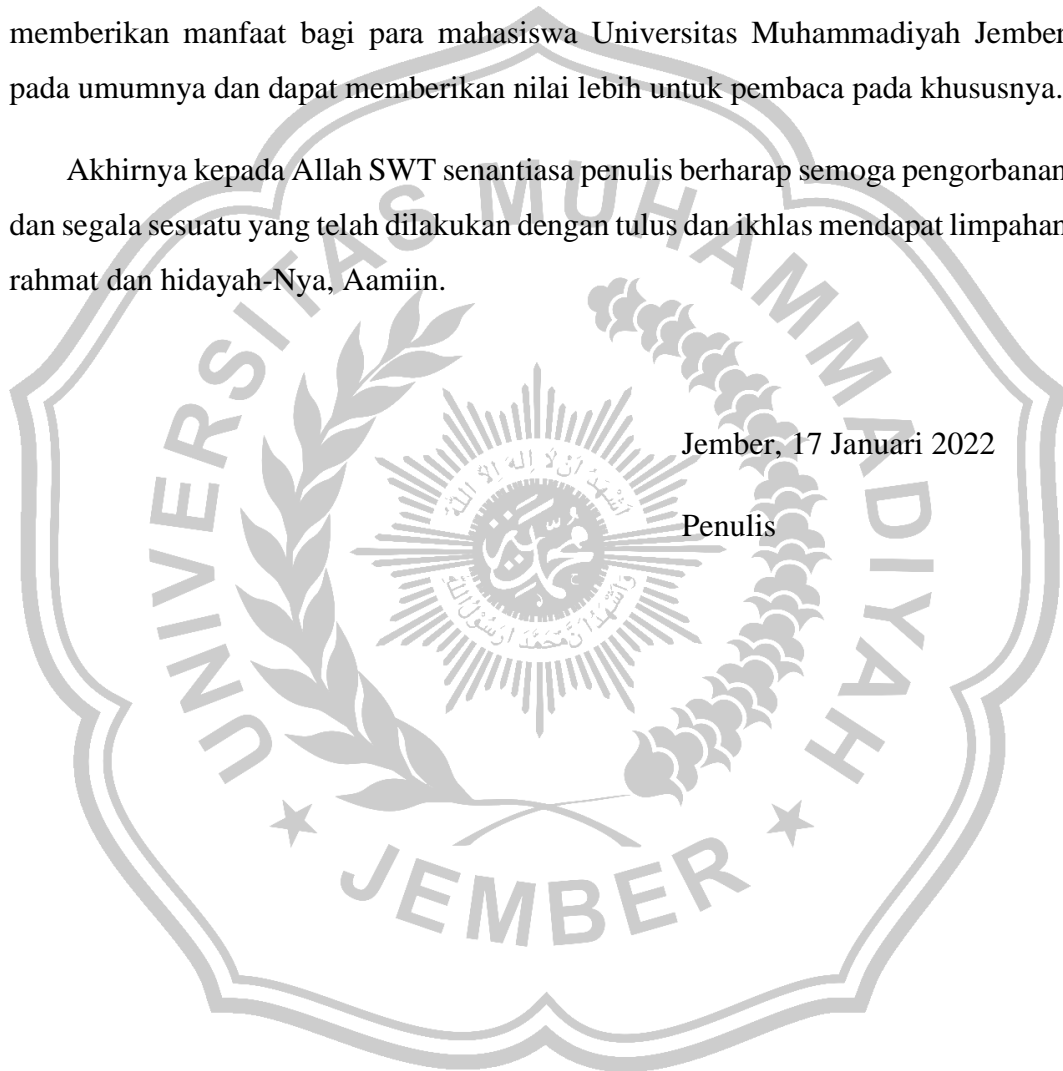 memberikan manfaat bagi para mahasiswa Universitas Muhammadiyah Jember
pada umumnya dan dapat memberikan nilai lebih untuk pembaca pada khususnya.
Akhirnya kepada Allah SWT senantiasa penulis berharap semoga pengorbanan
dan segala sesuatu yang telah dilakukan dengan tulus dan ikhlas mendapat limpahan
rahmat dan hidayah-Nya, Aamiin.
Jember, 17 Januari 2022
Penulis
UNIVERSITAS MUHAMMADIYAH
JEMBER